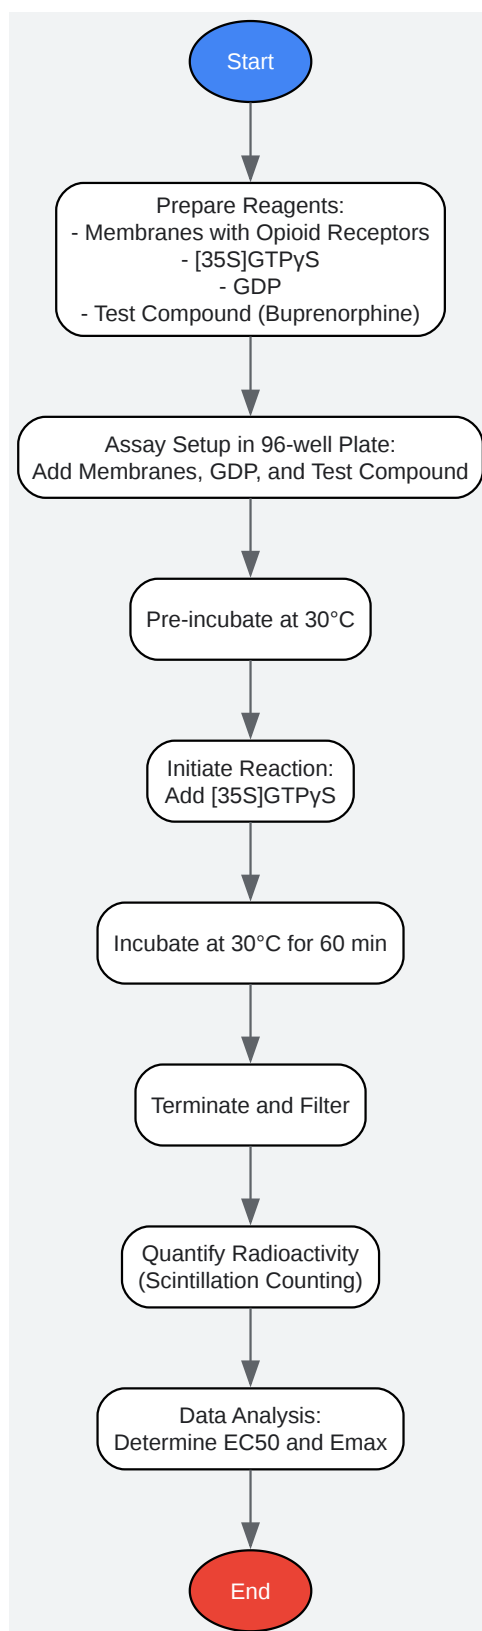 Start
Prepare Reagents:
- Membranes with Opioid Receptors
- [35S]GTPγS
- GDP
- Test Compound (Buprenorphine)
Assay Setup in 96-well Plate:
Add Membranes, GDP, and Test Compound
Pre-incubate at 30°C
Initiate Reaction:
Add [35S]GTPγS
Incubate at 30°C for 60 min
Terminate and Filter
Quantify Radioactivity
(Scintillation Counting)
Data Analysis:
Determine EC50 and Emax
End